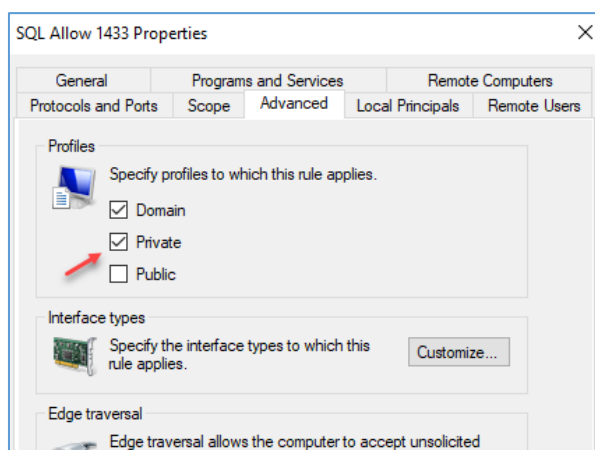 SQL Allow 1433 Properties
General Programs and Services Remote Computers
Protocols and Ports Scope Advanced Local Principals Remote Users
Profiles
Specify profiles to which this rule applies.
Domain
Private
Public
Interface types
Specify the interface types to which this
rule applies.
Customize...
Edge traversal
Edge traversal allows the computer to accept unsolicited